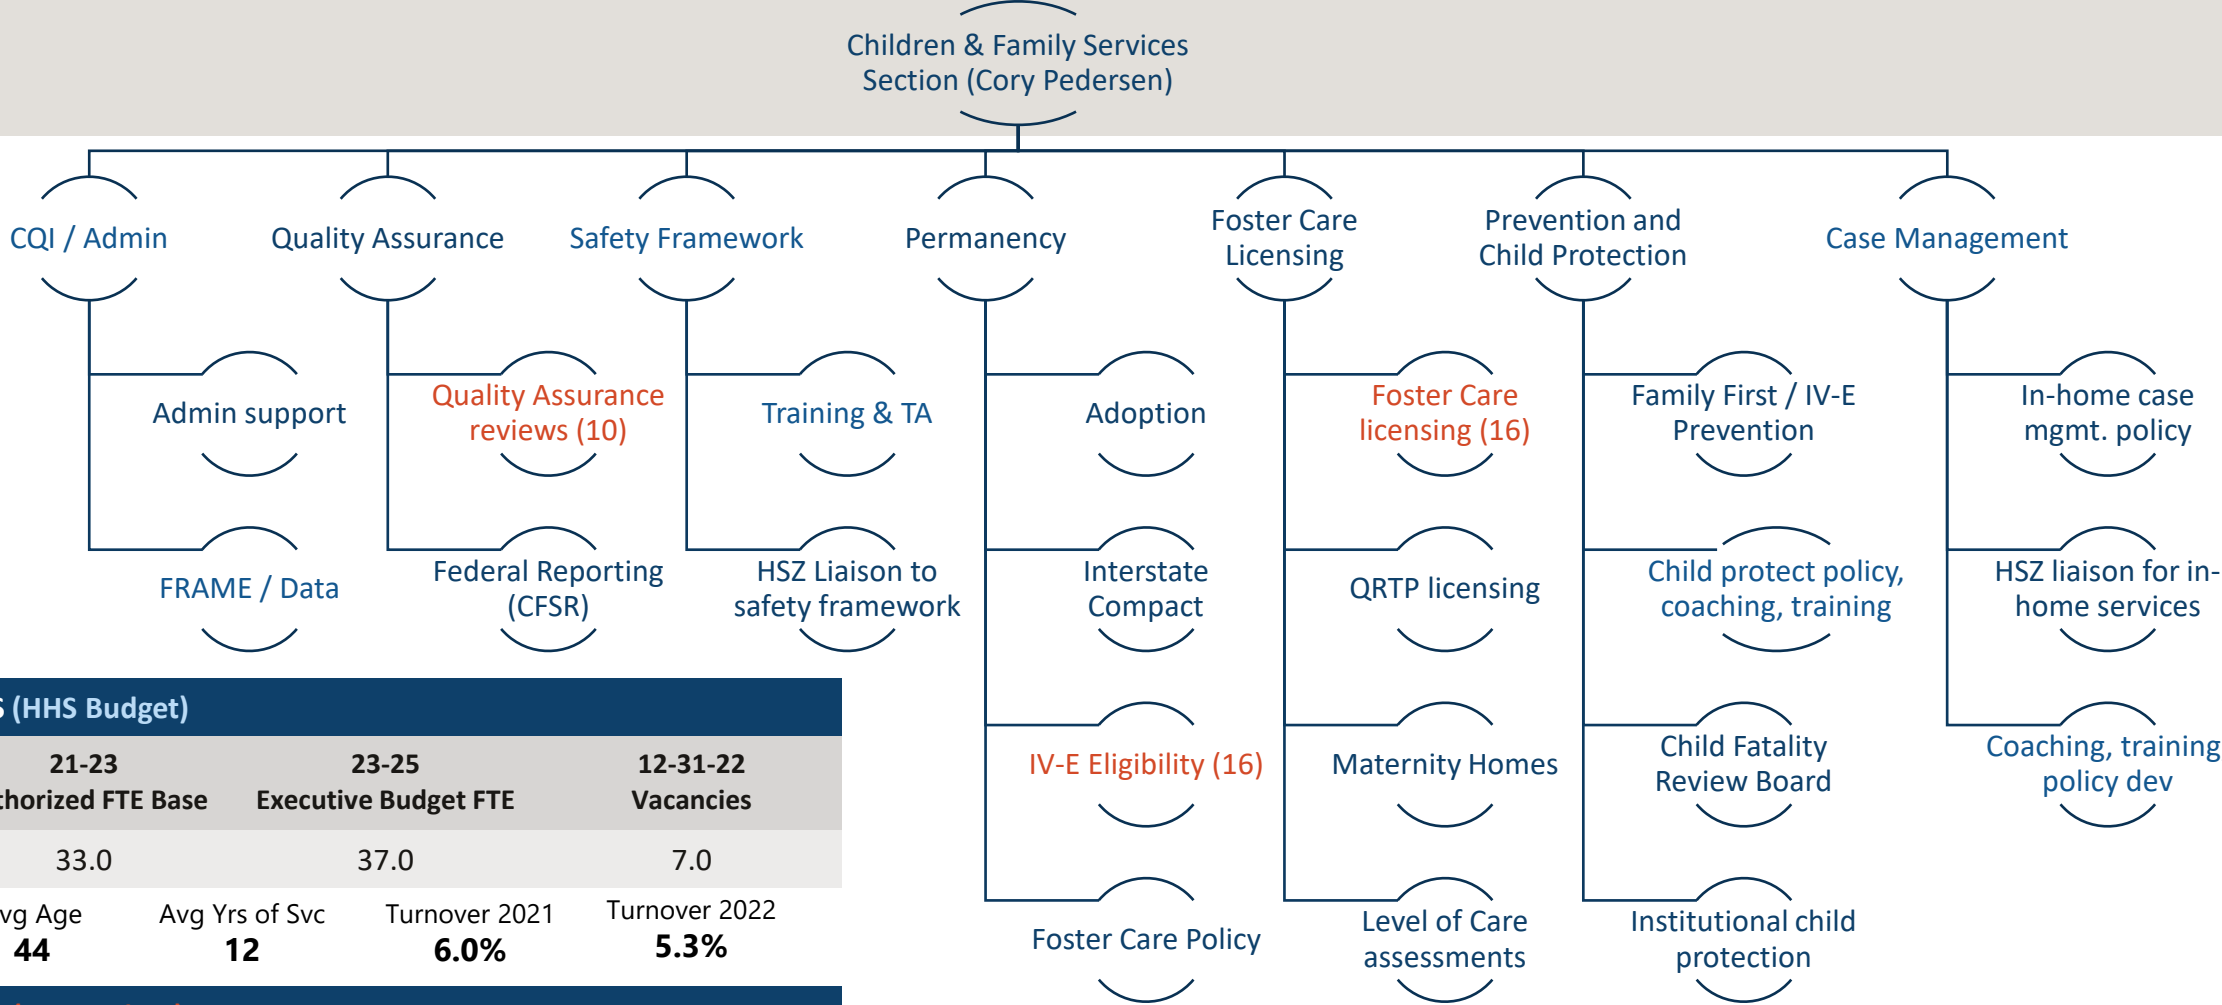 Children & Family Services
Section (Cory Pedersen)
CQI / Admin
Quality Assurance
Safety Framework
Permanency
Foster Care
Licensing
Prevention and
Child Protection
Case Management
Admin support
Quality Assurance
reviews (10)
Training & TA
Adoption
Foster Care
licensing (16)
Family First / IV-E
Prevention
In-home case
mgmt. policy
FRAME / Data
Federal Reporting
(CFSR)
HSZ Liaison to
safety framework
Interstate
Compact
QRTP licensing
Child protect policy,
coaching, training
HSZ liaison for in-
home services
IV-E Eligibility (16)
Maternity Homes
Child Fatality
Review Board
Coaching, training
policy dev
Foster Care Policy
Level of Care
assessments
Institutional child
protection
(HHS Budget)
21-23
thorized FTE Base
23-25
Executive Budget FTE
12-31-22
Vacancies
33.0
37.0
7.0
vg Age
44
Avg Yrs of Svc
12
Turnover 2021
6.0%
Turnover 2022
5.3%